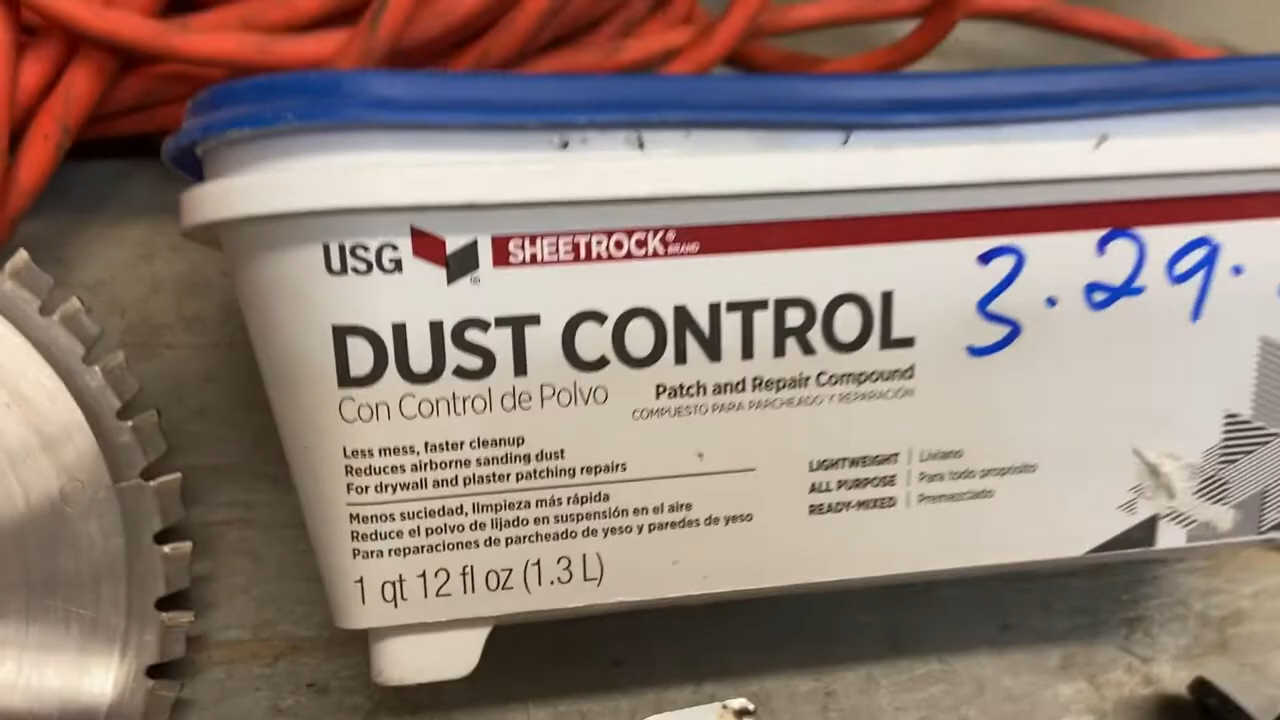 USG SHEETROCK® BRAND
3.29.
DUST CONTROL
Con Control de Polvo
Patch and Repair Compound
COMPUESTO PARA PARCHEADO Y REPARACIÓN
Less mess, faster cleanup
Reduces airborne sanding dust
For drywall and plaster patching repairs
Menos suciedad, limpieza más rápida
Reduce el polvo de lijado en suspensión en el aire
Para reparaciones de parcheado de yeso y paredes de yeso
LIGHTWEIGHT | Liviano
ALL PURPOSE | Para todo propósito
READY-MIXED | Premezclado
1 qt 12 fl oz (1.3 L)